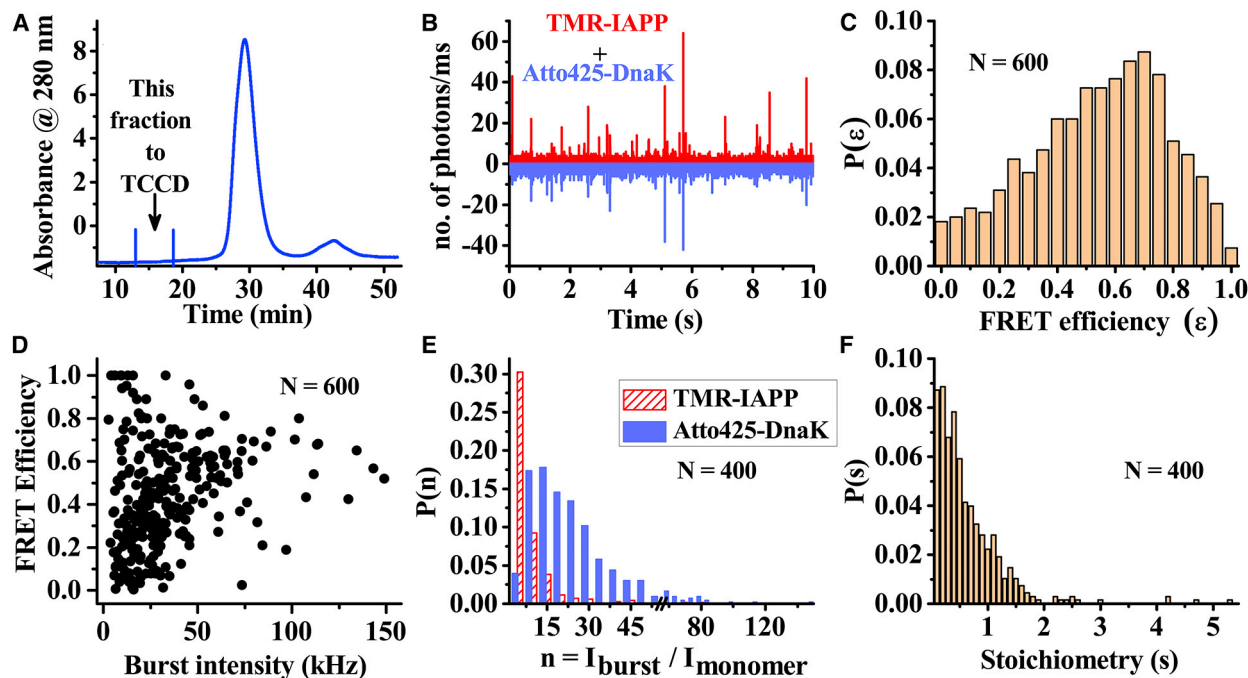 A
Absorbance @ 280 nm
8
6
4
2
0
This
fraction
to
TCCD
10 20 30 40 50
Time (min)
B
no. of photons/ms
60
40
20
0
-20
-40
TMR-IAPP
+
Atto425-DnaK
0 2 4 6 8 10
Time (s)
C
P(ε)
0.10
0.08
0.06
0.04
0.02
0.00
N = 600
0.0 0.2 0.4 0.6 0.8 1.0
FRET efficiency (ε)
D
FRET Efficiency
1.0
0.8
0.6
0.4
0.2
0.0
N = 600
0 50 100 150
Burst intensity (kHz)
E
P(n)
0.30
0.25
0.20
0.15
0.10
0.05
0.00
TMR-IAPP
Atto425-DnaK
N = 400
15 30 45 80 120
n = Iburst / Imonomer
F
P(s)
0.10
0.08
0.06
0.04
0.02
0.00
N = 400
1 2 3 4 5
Stoichiometry (s)